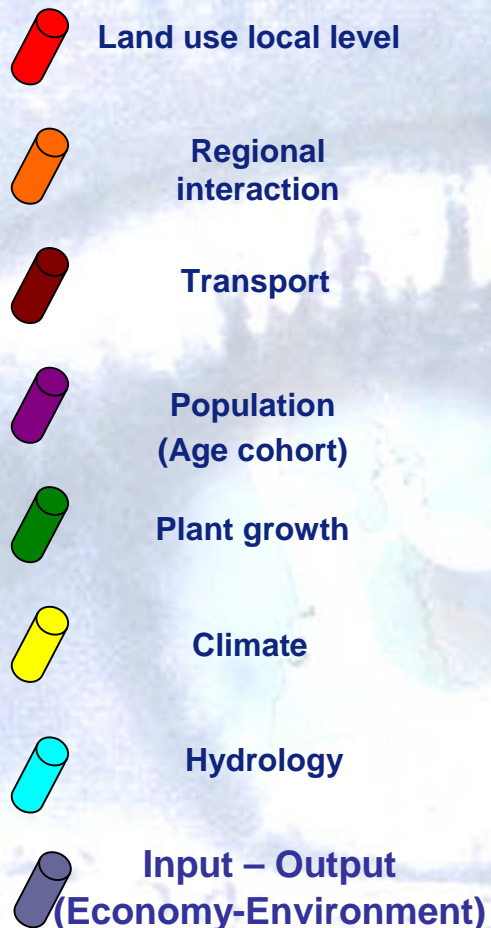 Land use local level
Regional
interaction
Transport
Population
(Age cohort)
Plant growth
Climate
Hydrology
Input – Output
(Economy-Environment)